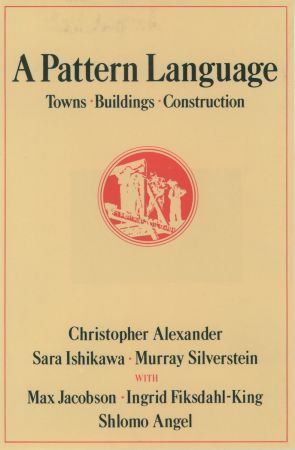 A Pattern Language
Towns · Buildings · Construction
Christopher Alexander
Sara Ishikawa · Murray Silverstein
WITH
Max Jacobson · Ingrid Fiksdahl-King
Shlomo Angel